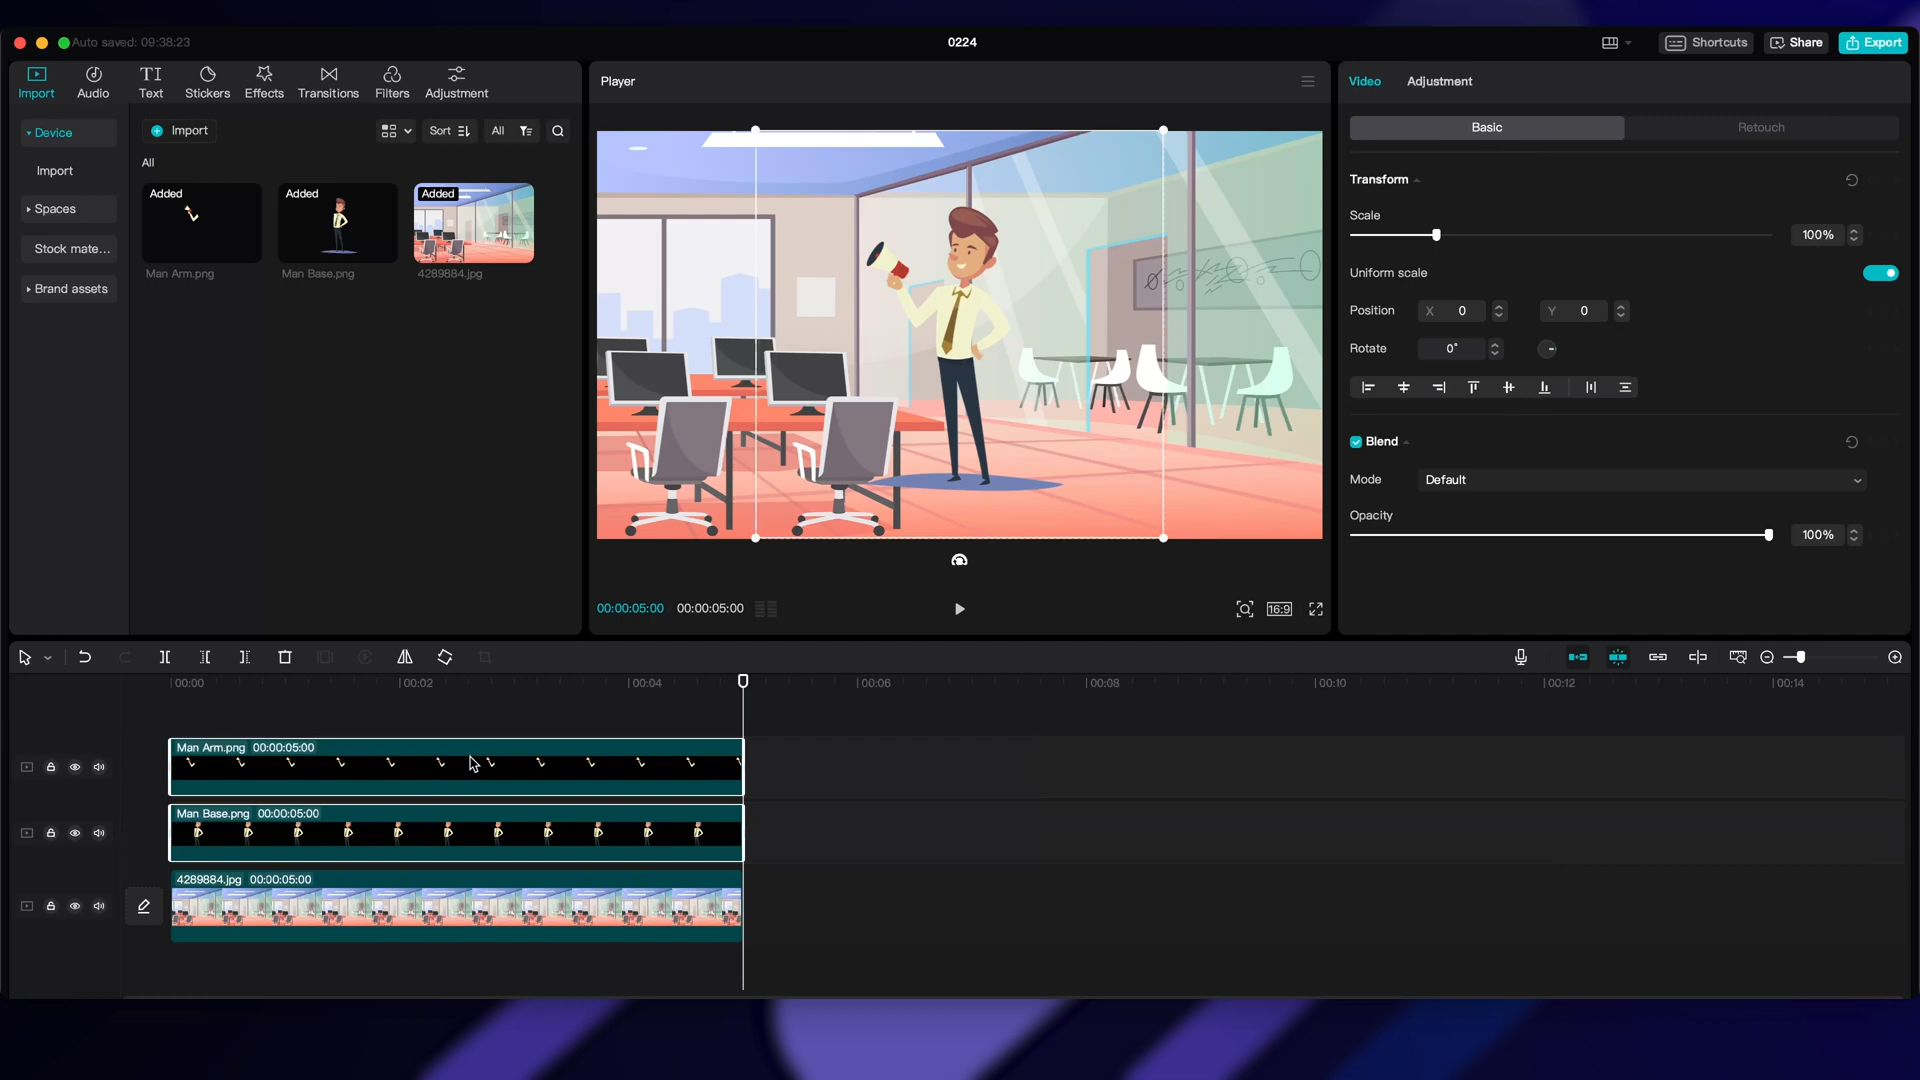 Auto saved: 09:38:23
0224
Shortcuts
Share
Export
Import
Audio
TI
Text
Stickers
Effects
Transitions
Filters
Adjustment
Player
Video
Adjustment
Device
Import
Sort
All
Basic
Retouch
Import
All
Spaces
Added
Added
Added
Transform
Stock mate...
Scale
100%
Man Arm.png
Man Base.png
4289884.jpg
Uniform scale
Brand assets
Position
X 0
Y 0
Rotate
0°
Blend
Mode
Default
Opacity
100%
00:00:05:00 00:00:05:00
16:9
00:00
00:02
00:04
00:06
00:08
00:10
00:12
00:14
Man Arm.png 00:00:05:00
Man Base.png 00:00:05:00
4289884.jpg 00:00:05:00